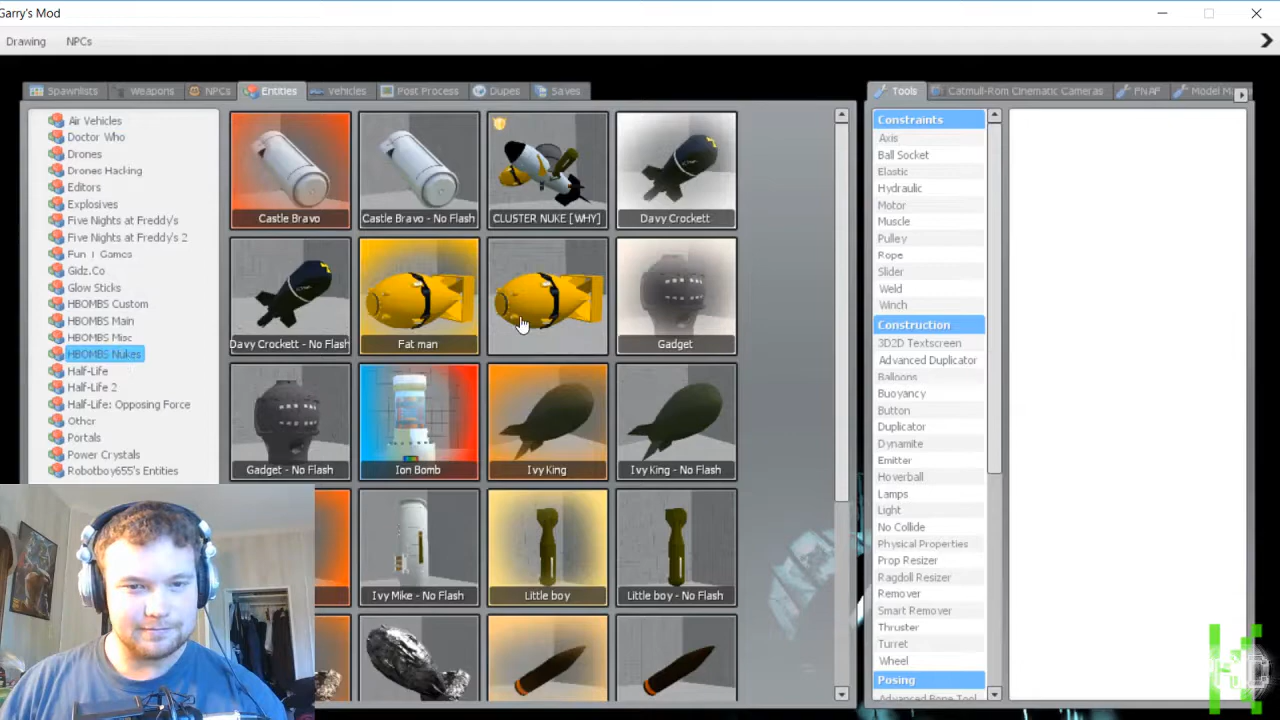 Garry's Mod
Drawing NPCs
Spawnlists Weapons NPCs Entities Vehicles Post Process Dupes Saves
Tools Catmull-Rom Cinematic Cameras FNAF
Air Vehicles
Doctor Who
Drones
Drones Hacking
Editors
Explosives
Five Nights at Freddy's
Five Nights at Freddy's 2
Fun + Games
Gidz.Co
Glow Sticks
HBOMBS Custom
HBOMBS Main
HBOMBS Misc
HBOMBS Nukes
Half-Life
Half-Life 2
Half-Life: Opposing Force
Other
Portals
Power Crystals
Robotboy655's Entities
Castle Bravo
Castle Bravo - No Flash
CLUSTER NUKE [WHY]
Davy Crockett
Davy Crockett - No Flash
Fat man
Gadget
Gadget - No Flash
Ion Bomb
Ivy King
Ivy King - No Flash
Ivy Mike - No Flash
Little boy
Little boy - No Flash
Constraints
Axis
Ball Socket
Elastic
Hydraulic
Motor
Muscle
Pulley
Rope
Slider
Weld
Winch
Construction
3D2D Textscreen
Advanced Duplicator
Balloons
Buoyancy
Button
Duplicator
Dynamite
Emitter
Hoverball
Lamps
Light
No Collide
Physical Properties
Prop Resizer
Ragdoll Resizer
Remover
Smart Remover
Thruster
Turret
Wheel
Posing
Advanced Bone Tool